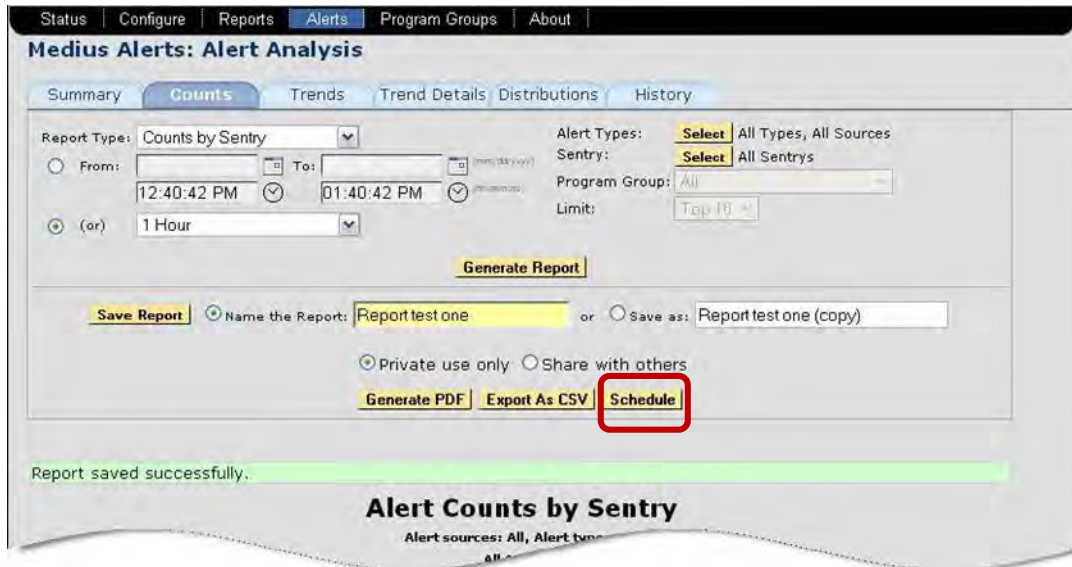 Status Configure Reports Alerts Program Groups About
Medius Alerts: Alert Analysis
Summary Counts Trends Trend Details Distributions History
Report Type: Counts by Sentry
Alert Types: Select All Types, All Sources
From: To:
Sentry: Select All Sentrys
12:40:42 PM 01:40:42 PM
Program Group: All
Limit: Top 10
(or) 1 Hour
Generate Report
Save Report Name the Report: Report test one or Save as: Report test one (copy)
Private use only Share with others
Generate PDF Export As CSV Schedule
Report saved successfully.
Alert Counts by Sentry
Alert sources: All, Alert